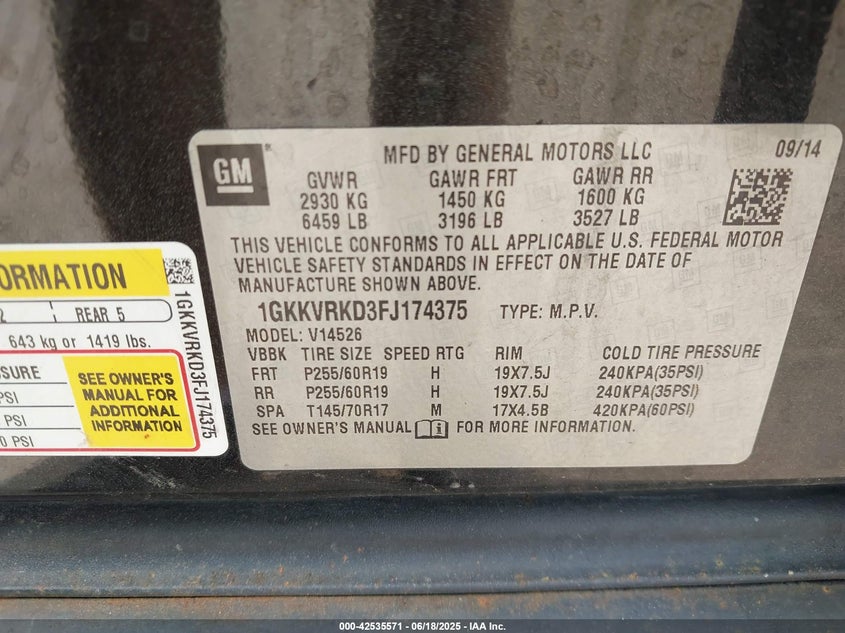 GM
MFD BY GENERAL MOTORS LLC 09/14
GVWR GAWR FRT GAWR RR
2930 KG 1450 KG 1600 KG
6459 LB 3196 LB 3527 LB
THIS VEHICLE CONFORMS TO ALL APPLICABLE U.S. FEDERAL MOTOR
VEHICLE SAFETY STANDARDS IN EFFECT ON THE DATE OF
MANUFACTURE SHOWN ABOVE.
1GKKVRKD3FJ174375 TYPE: M.P.V.
MODEL: V14526
VBBK TIRE SIZE SPEED RTG RIM COLD TIRE PRESSURE
FRT P255/60R19 H 19X7.5J 240KPA(35PSI)
RR P255/60R19 H 19X7.5J 240KPA(35PSI)
SPA T145/70R17 M 17X4.5B 420KPA(60PSI)
SEE OWNER'S MANUAL FOR MORE INFORMATION.
ORMATION
2 REAR 5
643 kg or 1419 lbs.
SURE
PSI
PSI
0 PSI
SEE OWNER'S
MANUAL FOR
ADDITIONAL
INFORMATION
1GKKVRKD3FJ174375
000-42535571 - 06/18/2025 - IAA Inc.